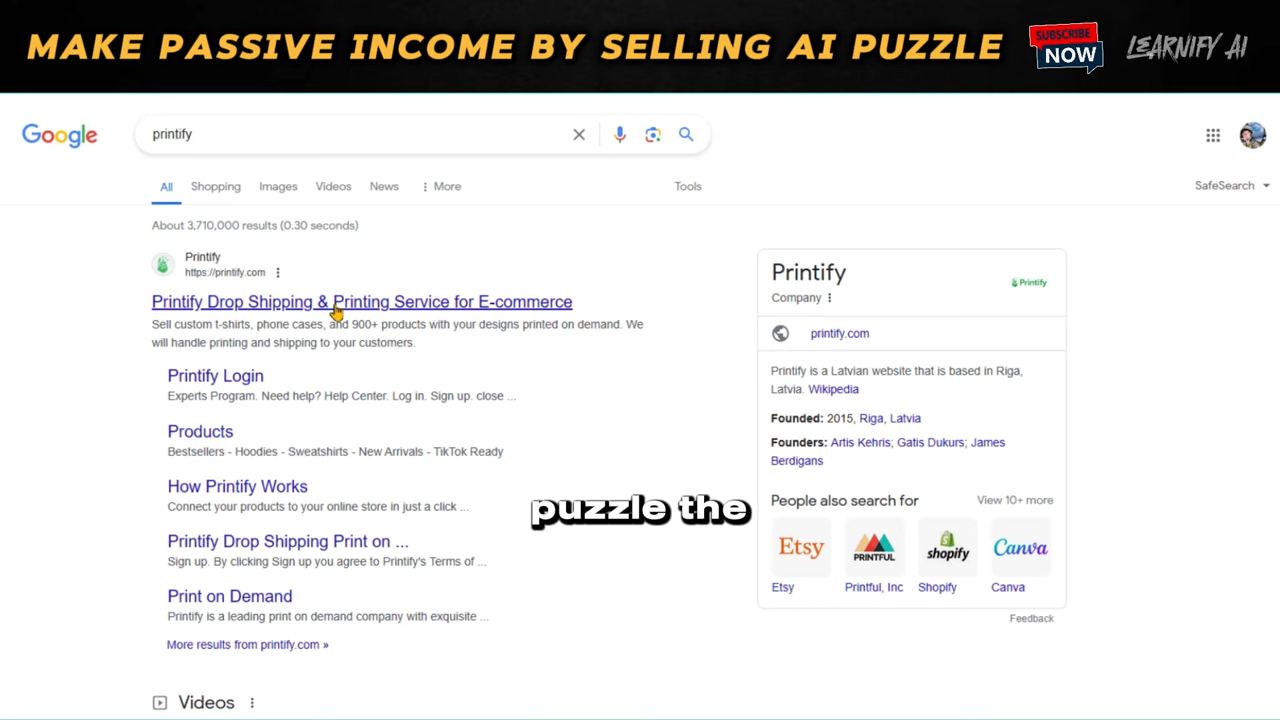 MAKE PASSIVE INCOME BY SELLING AI PUZZLE
SUBSCRIBE
NOW
LEARNIFY AI
Google
printify
All
Shopping
Images
Videos
News
More
Tools
SafeSearch
About 3,710,000 results (0.30 seconds)
Printify
https://printify.com
Printify Drop Shipping & Printing Service for E-commerce
Sell custom t-shirts, phone cases, and 900+ products with your designs printed on demand. We
will handle printing and shipping to your customers.
Printify Login
Experts Program. Need help? Help Center. Log in. Sign up. close ...
Products
Bestsellers - Hoodies - Sweatshirts - New Arrivals - TikTok Ready
How Printify Works
Connect your products to your online store in just a click ...
Printify Drop Shipping Print on ...
Sign up. By clicking Sign up you agree to Printify's Terms of ...
Print on Demand
Printify is a leading print on demand company with exquisite ...
More results from printify.com »
Videos
puzzle the
Printify
Company
Printify
printify.com
Printify is a Latvian website that is based in Riga,
Latvia. Wikipedia
Founded: 2015, Riga, Latvia
Founders: Artis Kehris; Gatis Dukurs; James
Berdigans
People also search for
View 10+ more
Etsy
PRINTFUL
shopify
Canva
Etsy
Printful, Inc
Shopify
Canva
Feedback